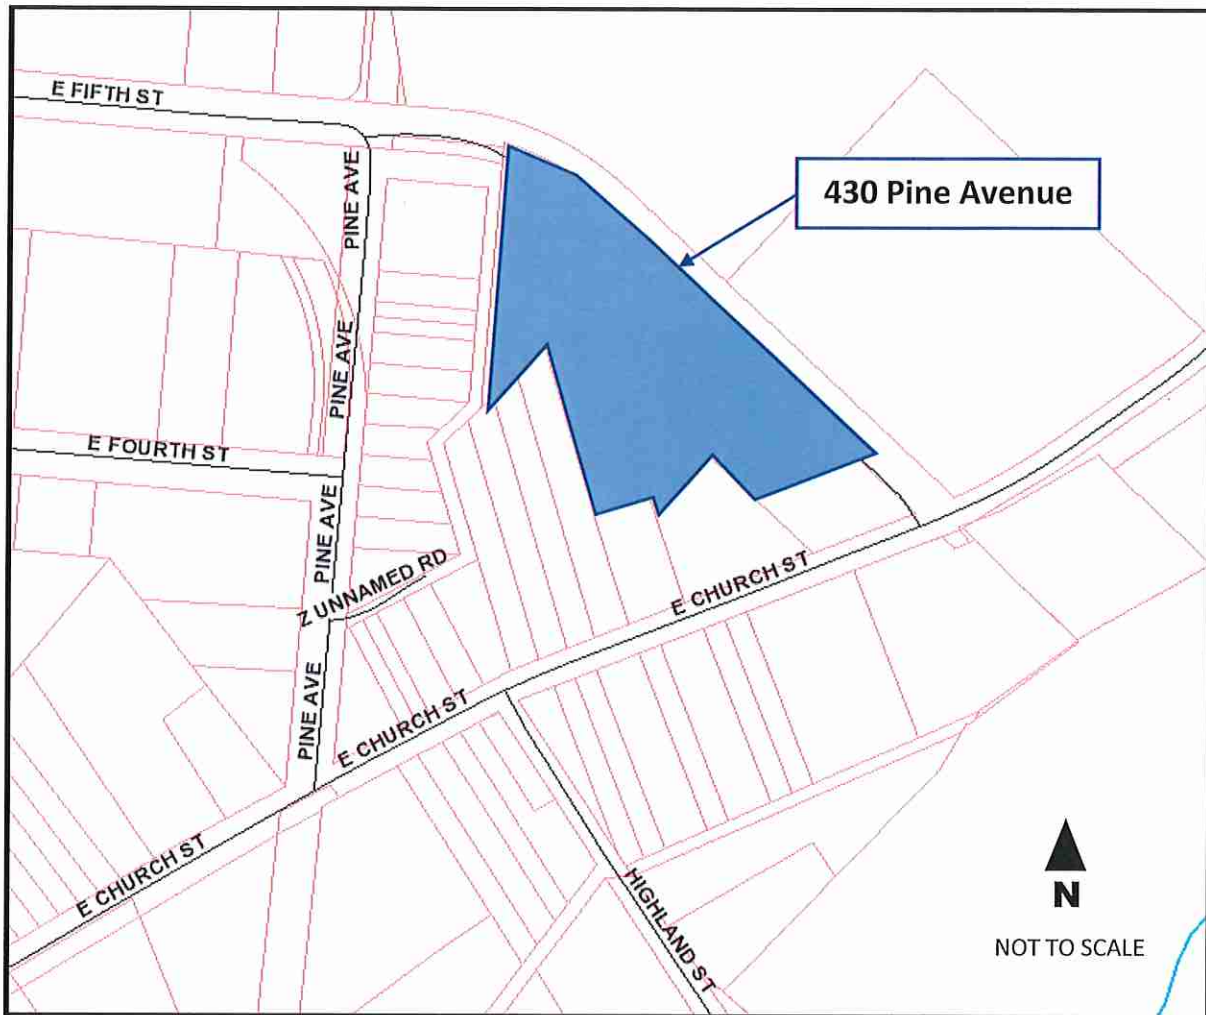 E FIFTH ST
PINE AVE
430 Pine Avenue
PINE AVE
E FOURTH ST
PINE AVE
Z UNNAMED RD
E CHURCH ST
PINE AVE
E CHURCH ST
E CHURCH ST
HIGHLAND ST
N
NOT TO SCALE